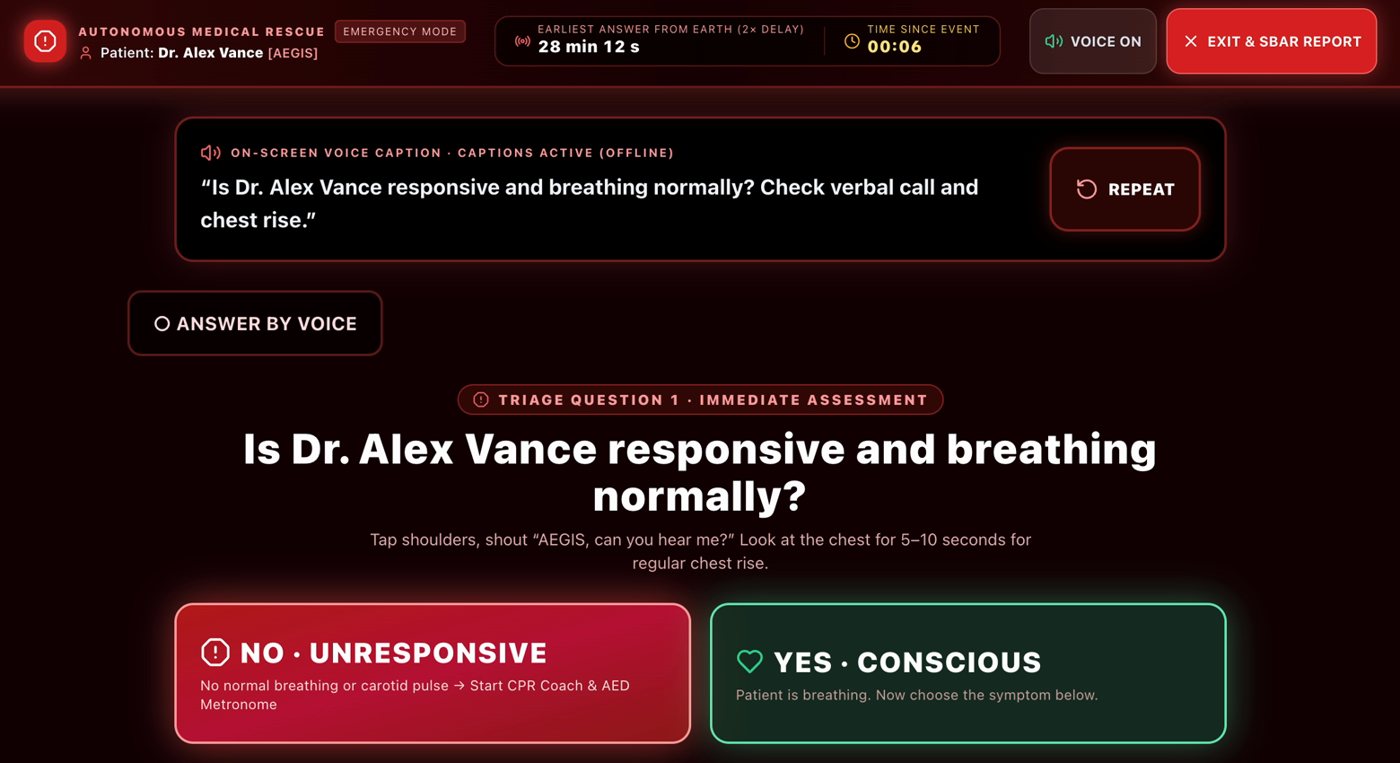 AUTONOMOUS MEDICAL RESCUE
EMERGENCY MODE
Patient: Dr. Alex Vance [AEGIS]
EARLIEST ANSWER FROM EARTH (2× DELAY)
28 min 12 s
TIME SINCE EVENT
00:06
VOICE ON
EXIT & SBAR REPORT
ON-SCREEN VOICE CAPTION · CAPTIONS ACTIVE (OFFLINE)
“Is Dr. Alex Vance responsive and breathing normally? Check verbal call and
chest rise.”
REPEAT
ANSWER BY VOICE
TRIAGE QUESTION 1 · IMMEDIATE ASSESSMENT
Is Dr. Alex Vance responsive and breathing
normally?
Tap shoulders, shout “AEGIS, can you hear me?” Look at the chest for 5–10 seconds for
regular chest rise.
NO · UNRESPONSIVE
No normal breathing or carotid pulse → Start CPR Coach & AED
Metronome
YES · CONSCIOUS
Patient is breathing. Now choose the symptom below.